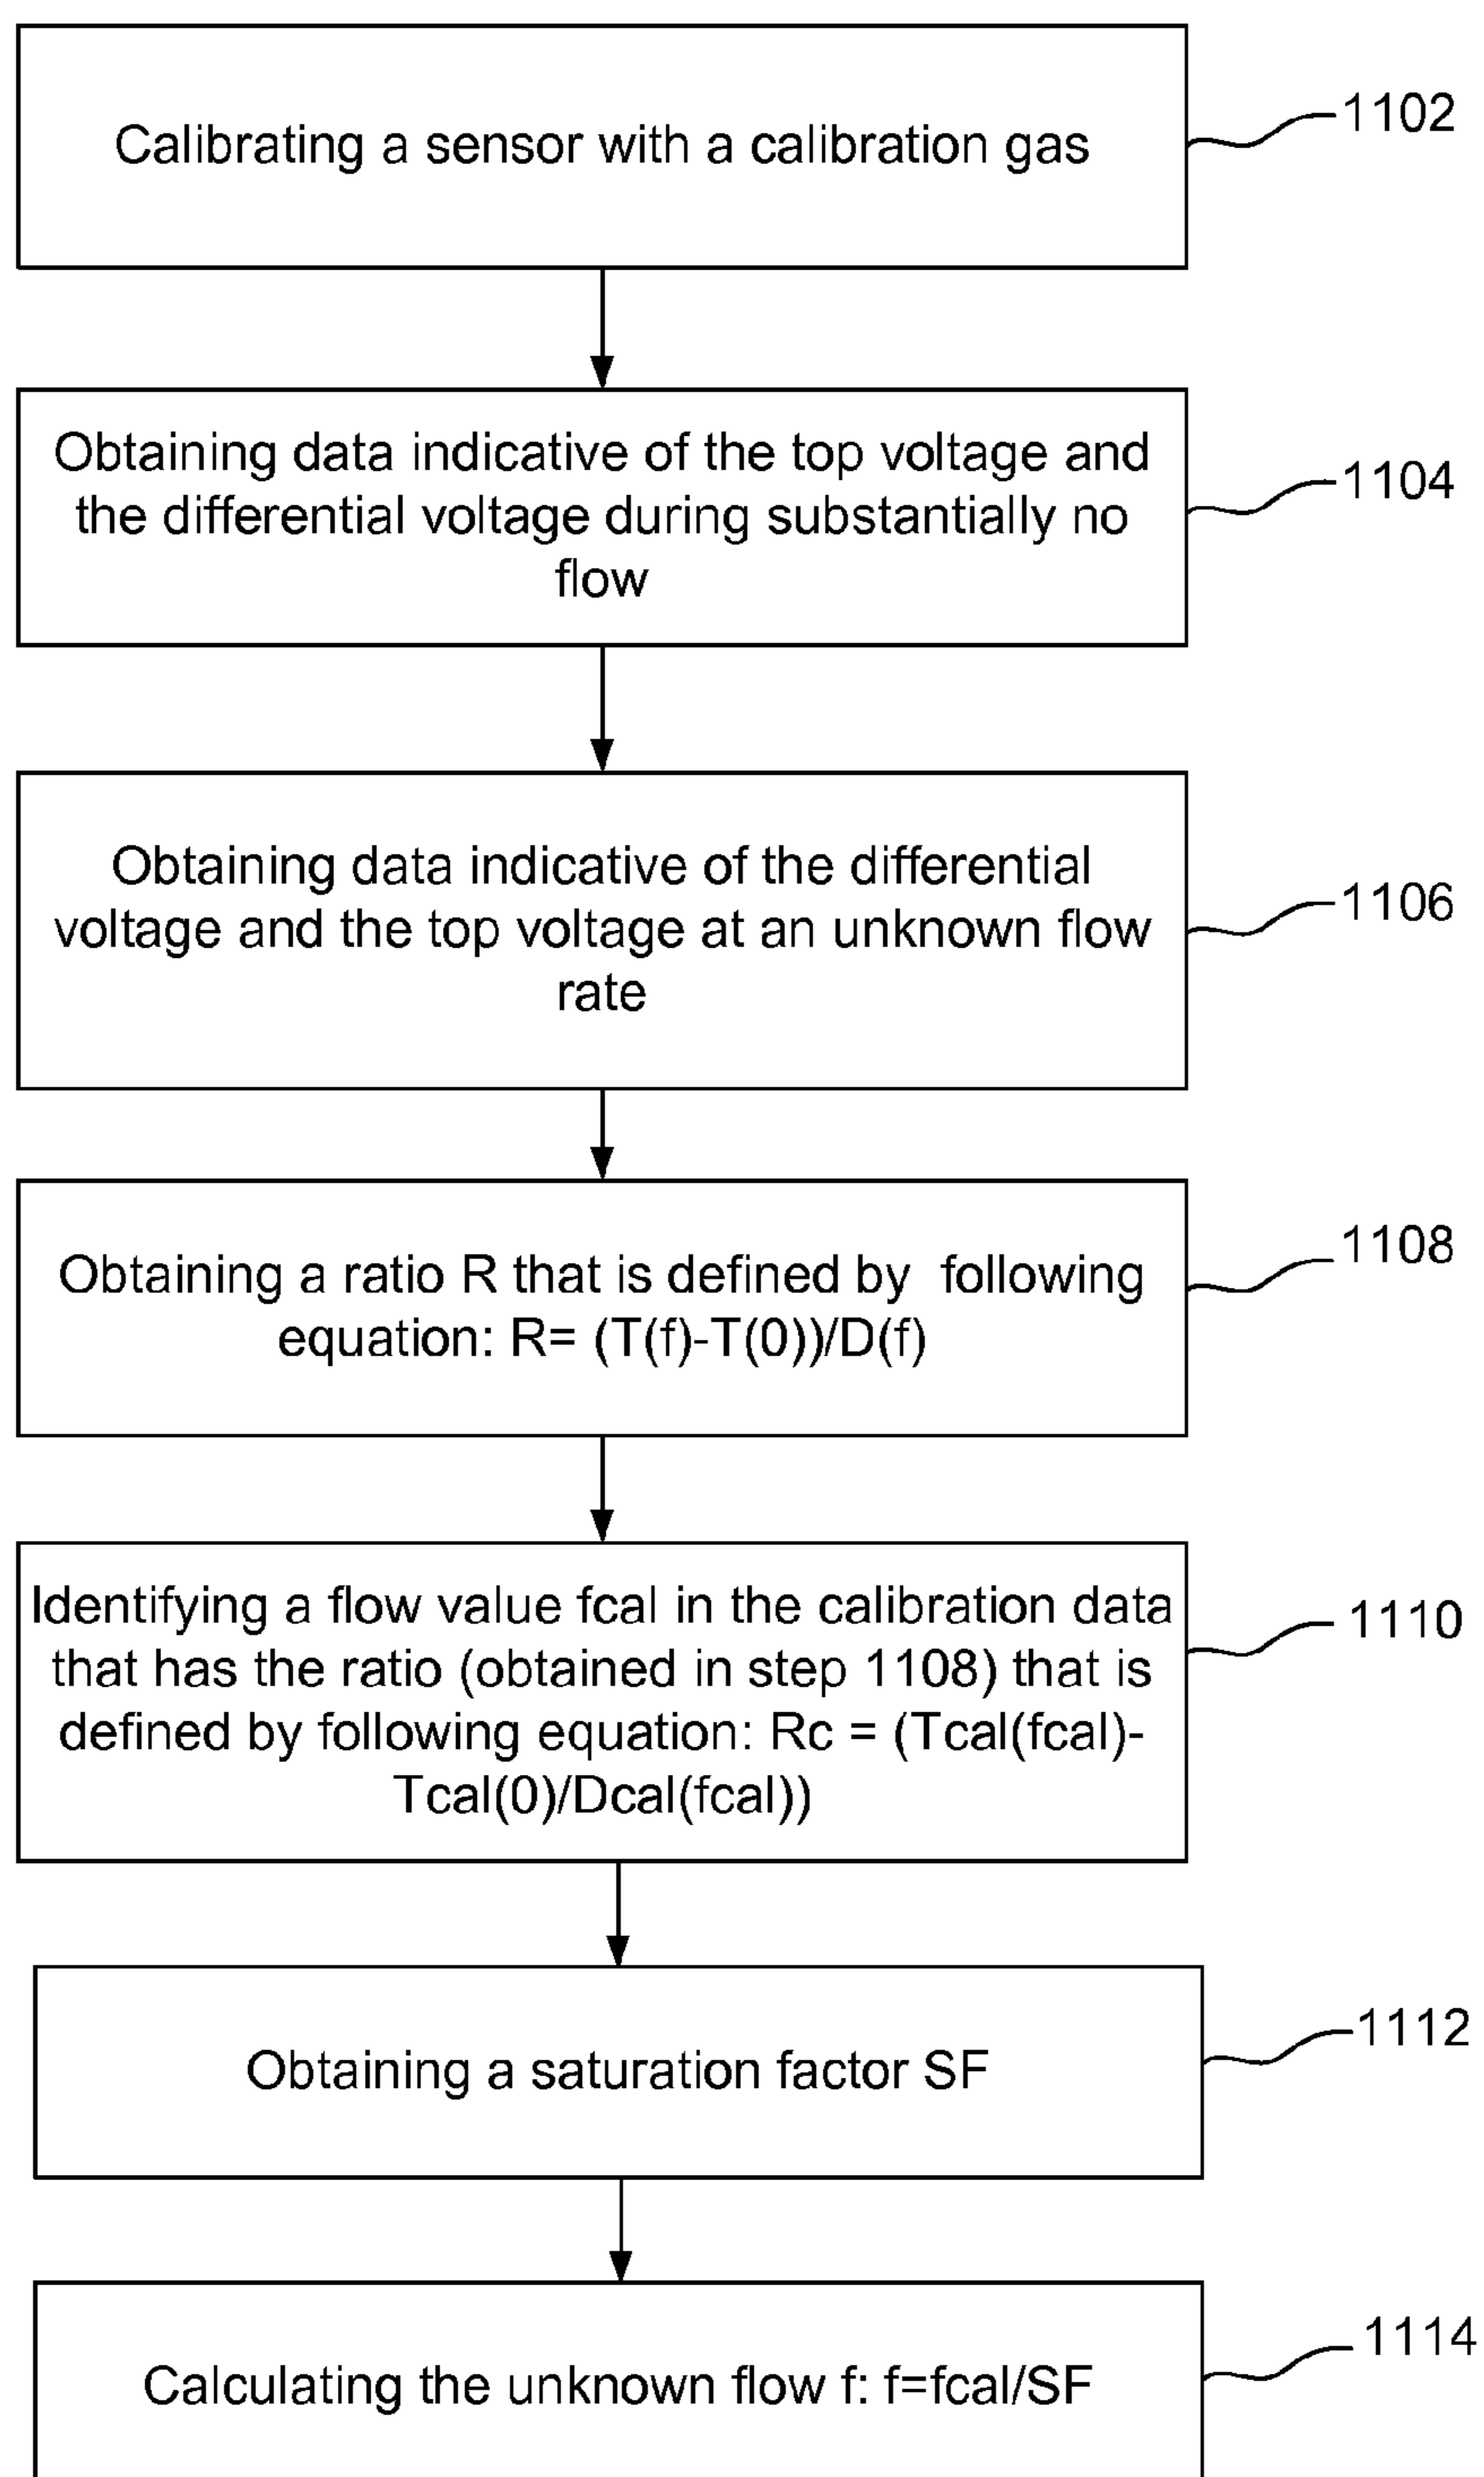 Calibrating a sensor with a calibration gas
1102
Obtaining data indicative of the top voltage and
the differential voltage during substantially no
flow
1104
Obtaining data indicative of the differential
voltage and the top voltage at an unknown flow
rate
1106
Obtaining a ratio R that is defined by  following
equation: R= (T(f)-T(0))/D(f)
1108
Identifying a flow value fcal in the calibration data
that has the ratio (obtained in step 1108) that is
defined by following equation: Rc = (Tcal(fcal)-
Tcal(0)/Dcal(fcal))
1110
Obtaining a saturation factor SF
1112
Calculating the unknown flow f: f=fcal/SF
1114